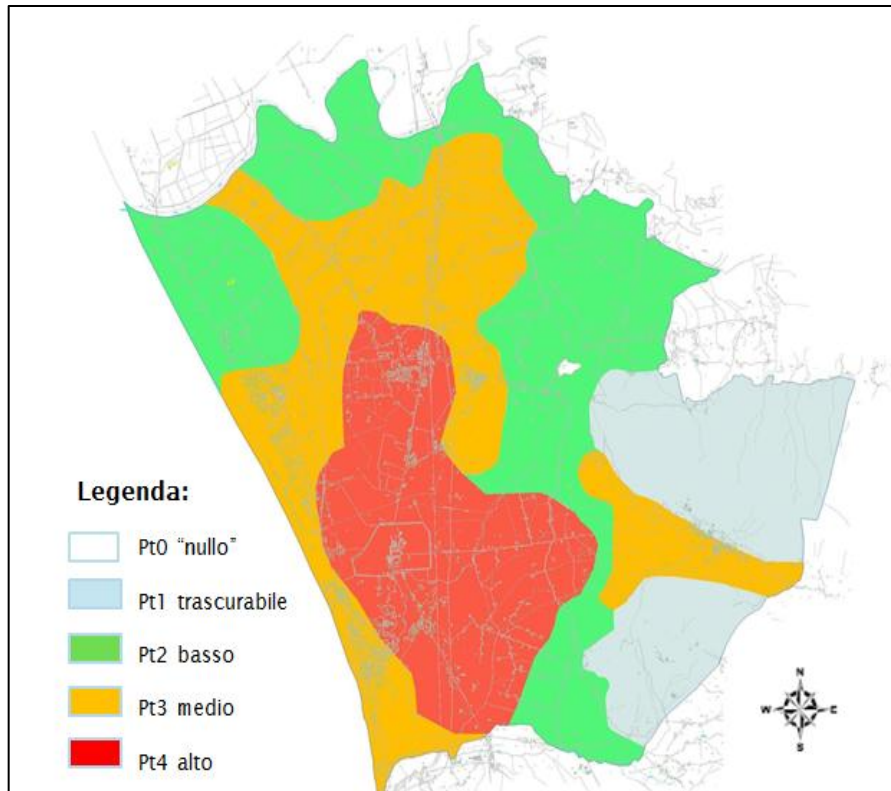 Legenda:
Pt0 “nullo”
Pt1 trascurabile
Pt2 basso
Pt3 medio
Pt4 alto
N
W E
S